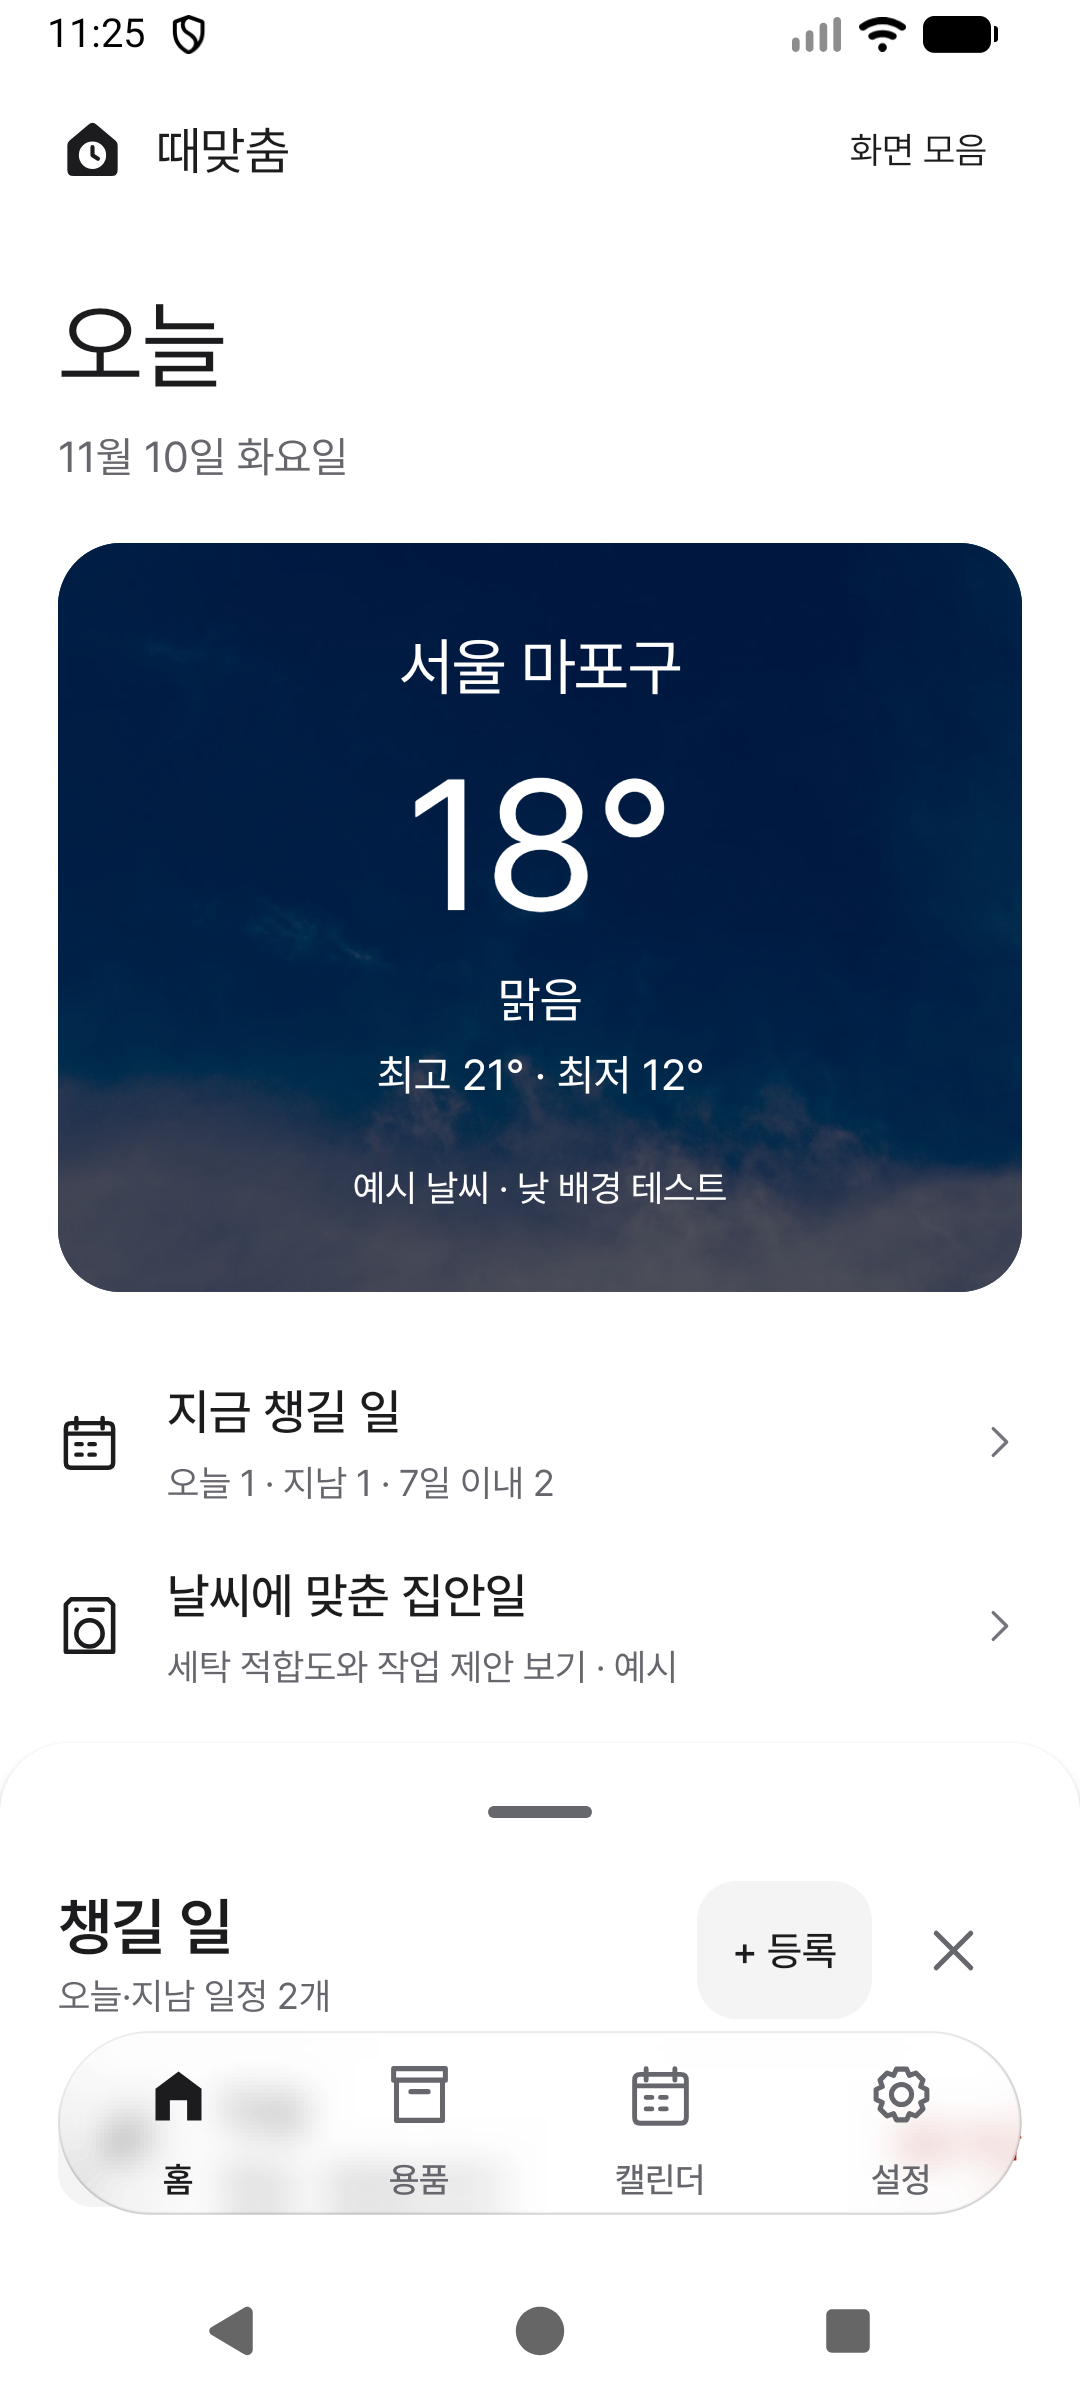 11:25
때맞춤
화면 모음
오늘
11월 10일 화요일
서울 마포구
18°
맑음
최고 21° · 최저 12°
예시 날씨 · 낮 배경 테스트
지금 챙길 일
오늘 1 · 지남 1 · 7일 이내 2
날씨에 맞춘 집안일
세탁 적합도와 작업 제안 보기 · 예시
챙길 일
+ 등록
오늘·지남 일정 2개
홈
용품
캘린더
설정